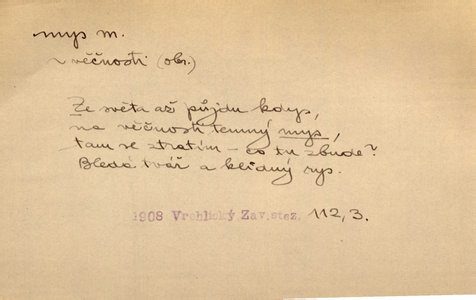 mys m.
v věčnosti (obr.)
Ze světa až půjdu kdys,
na věčnosti temný mys,
tam se ztratím – co tu zbude?
Bledá tvář a klidný rys.
1908 Vrchlický Zav.stez. 112,3.